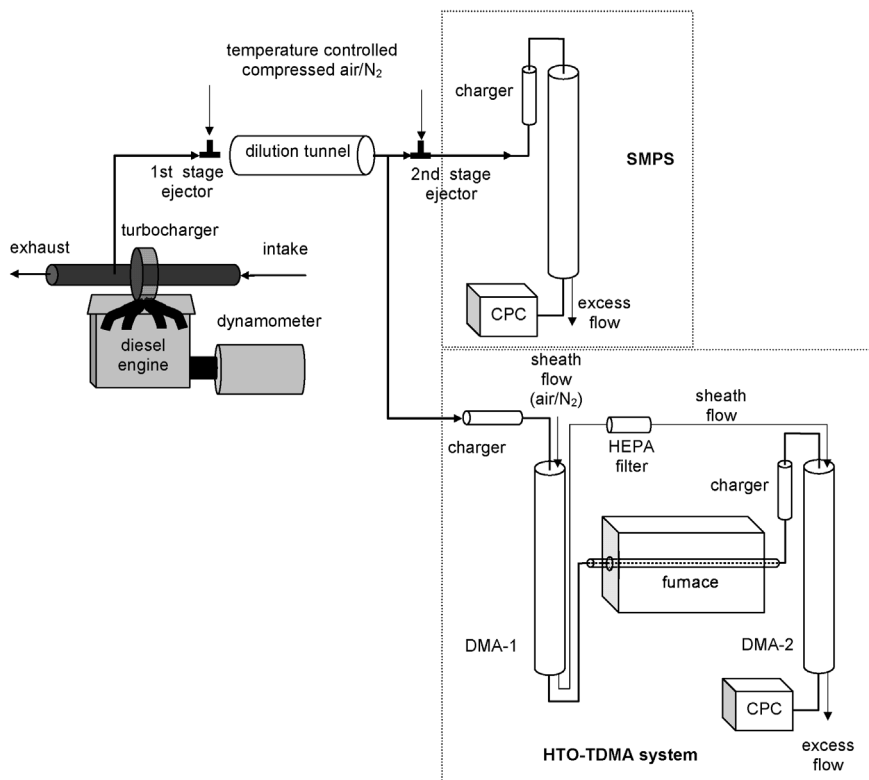 temperature controlled
compressed air/N₂
charger
dilution tunnel
SMPS
1st stage
ejector
2nd stage
ejector
turbocharger
exhaust
intake
CPC
excess
flow
dynamometer
diesel
engine
sheath
flow
(air/N₂)
sheath
flow
charger
HEPA
filter
charger
furnace
DMA-1
DMA-2
CPC
HTO-TDMA system
excess
flow